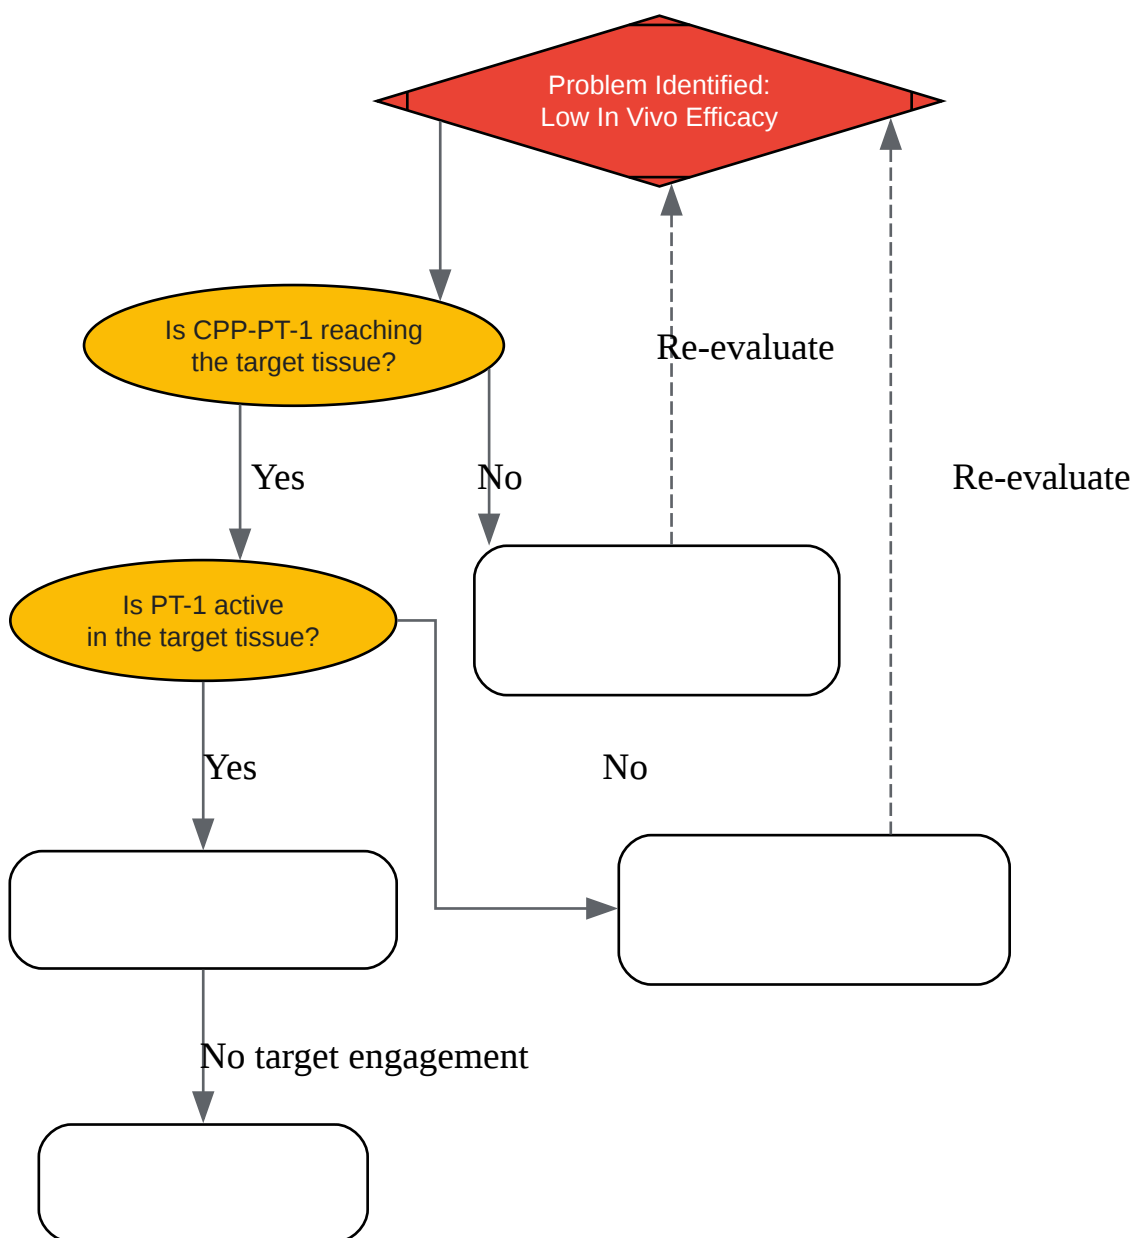 Problem Identified:
Low In Vivo Efficacy
Is CPP-PT-1 reaching
the target tissue?
Re-evaluate
Yes
No
Re-evaluate
Is PT-1 active
in the target tissue?
Yes
No
No target engagement